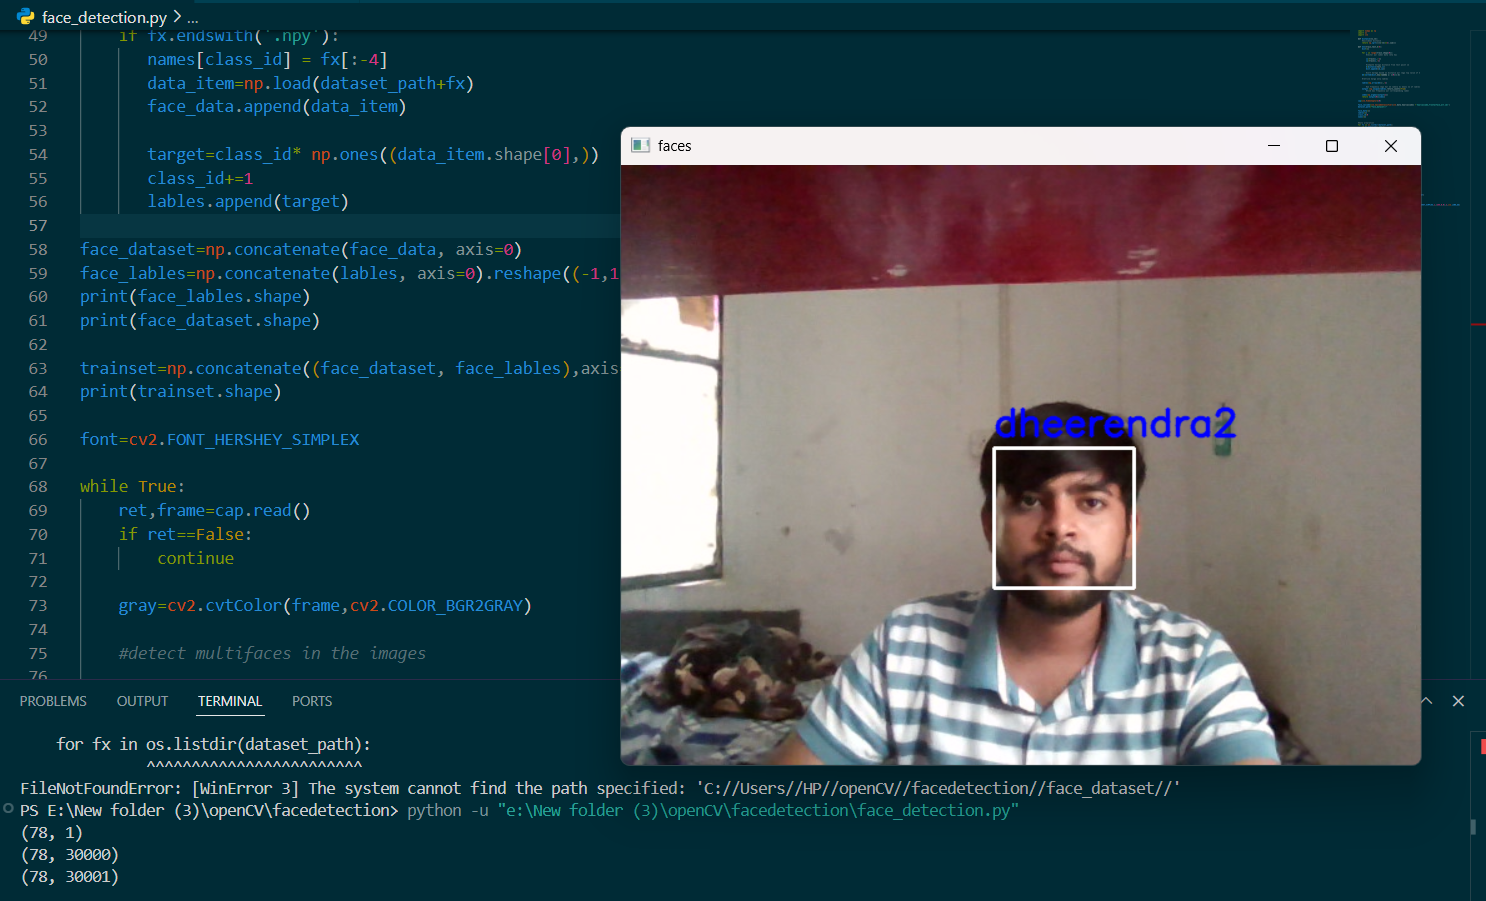 face_detection.py > ...
49 if fx.endswith('.npy'):
50 names[class_id] = fx[:-4]
51 data_item=np.load(dataset_path+fx)
52 face_data.append(data_item)
53
54 target=class_id* np.ones((data_item.shape[0],))
55 class_id+=1
56 lables.append(target)
57
58 face_dataset=np.concatenate(face_data, axis=0)
59 face_lables=np.concatenate(lables, axis=0).reshape((-1,1
60 print(face_lables.shape)
61 print(face_dataset.shape)
62
63 trainset=np.concatenate((face_dataset, face_lables),axis
64 print(trainset.shape)
65
66 font=cv2.FONT_HERSHEY_SIMPLEX
67
68 while True:
69 ret,frame=cap.read()
70 if ret==False:
71 continue
72
73 gray=cv2.cvtColor(frame,cv2.COLOR_BGR2GRAY)
74
75 #detect multifaces in the images
76
faces
dheerendra2
PROBLEMS OUTPUT TERMINAL PORTS
for fx in os.listdir(dataset_path):
^^^^^^^^^^^^^^^^^^^^^^^^
FileNotFoundError: [WinError 3] The system cannot find the path specified: 'C://Users//HP//openCV//facedetection//face_dataset//'
PS E:\New folder (3)\openCV\facedetection> python -u "e:\New folder (3)\openCV\facedetection\face_detection.py"
(78, 1)
(78, 30000)
(78, 30001)